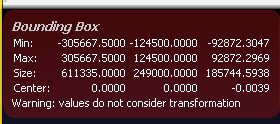 Bounding Box
Min: -305667.5000 -124500.0000 -92872.3047
Max: 305667.5000 124500.0000 92872.2969
Size: 611335.0000 249000.0000 185744.5938
Center: 0.0000 0.0000 -0.0039
Warning: values do not consider transformation